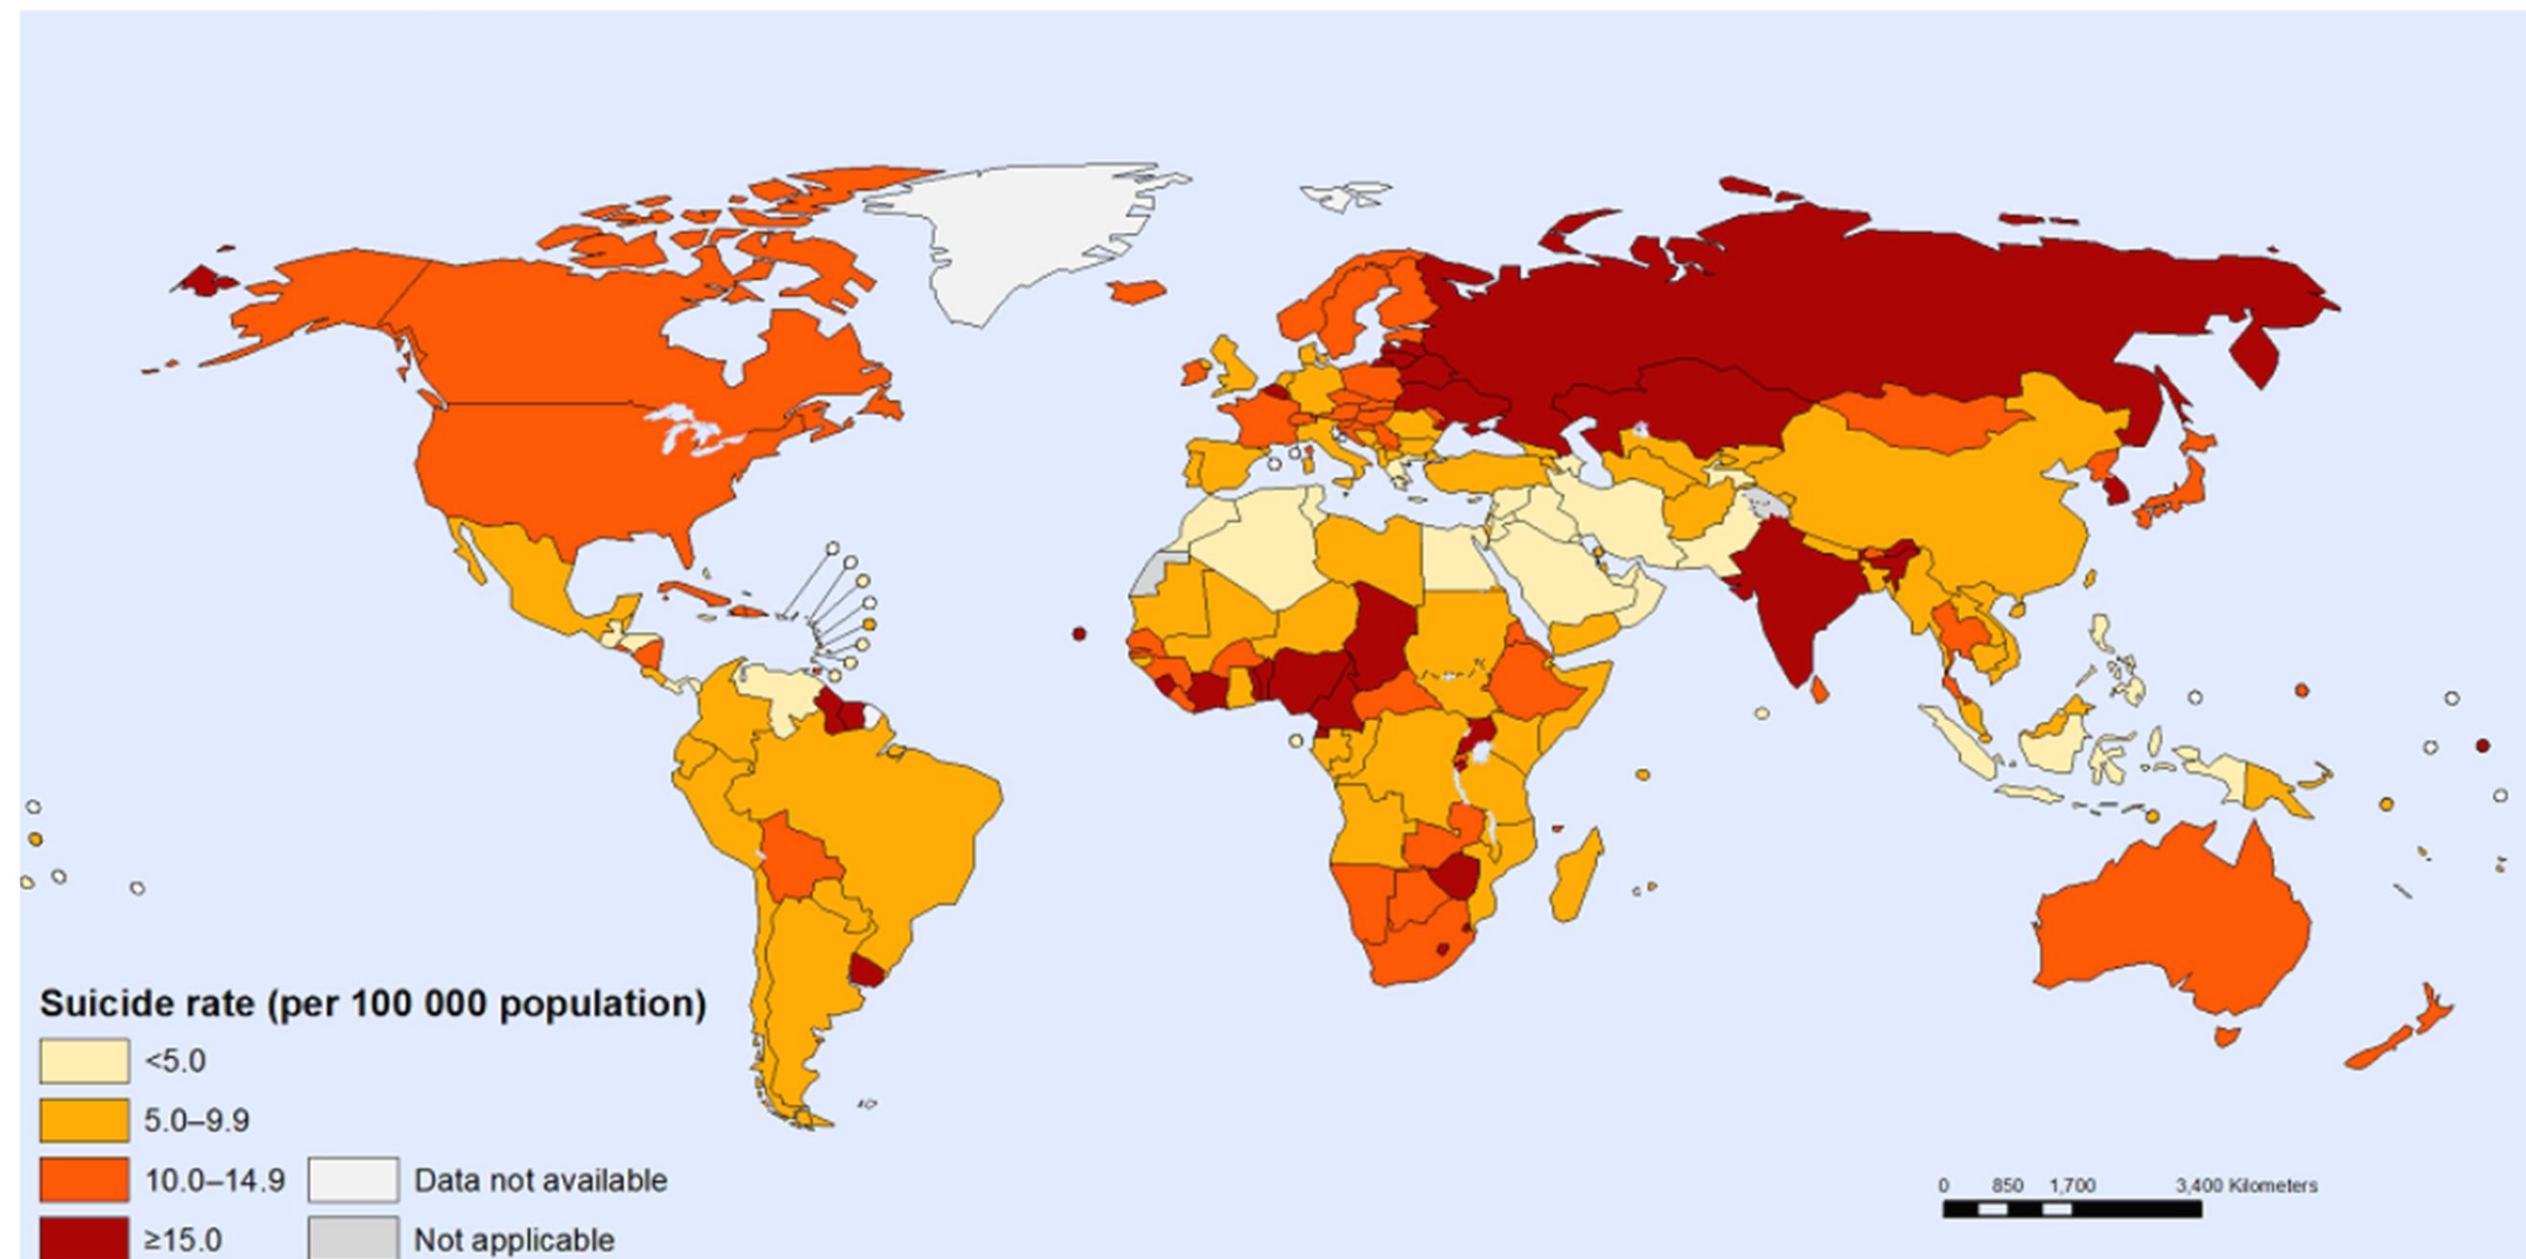 Suicide rate (per 100 000 population)
<5.0
5.0–9.9
10.0–14.9
≥15.0
Data not available
Not applicable
0 850 1,700 3,400 Kilometers